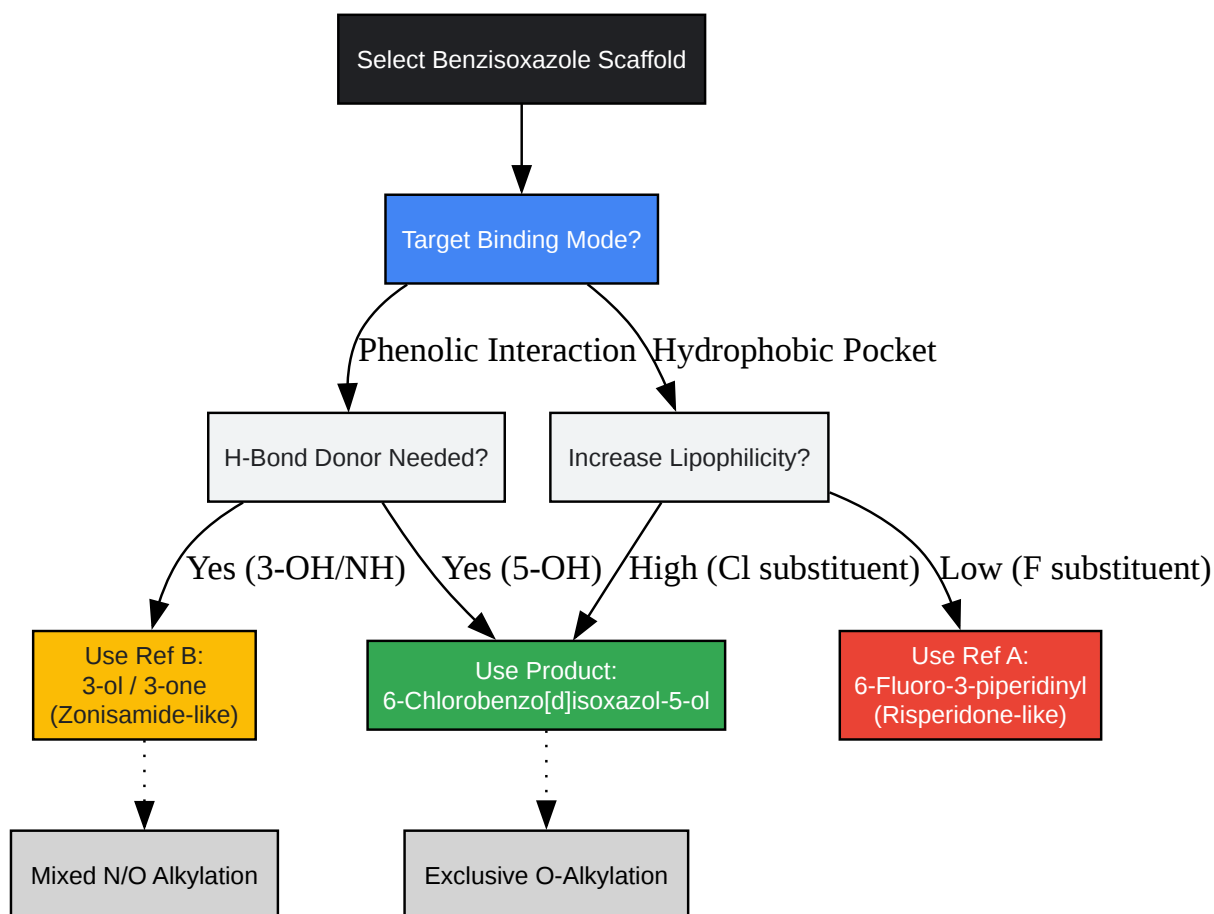 Select Benzisoxazole Scaffold
Target Binding Mode?
Phenolic Interaction
Hydrophobic Pocket
H-Bond Donor Needed?
Increase Lipophilicity?
Yes (3-OH/NH)
Yes (5-OH)
High (Cl substituent)
Low (F substituent)
Use Ref B:
3-ol / 3-one
(Zonisamide-like)
Use Product:
6-Chlorobenzo[d]isoxazol-5-ol
Use Ref A:
6-Fluoro-3-piperidinyl
(Risperidone-like)
Mixed N/O Alkylation
Exclusive O-Alkylation